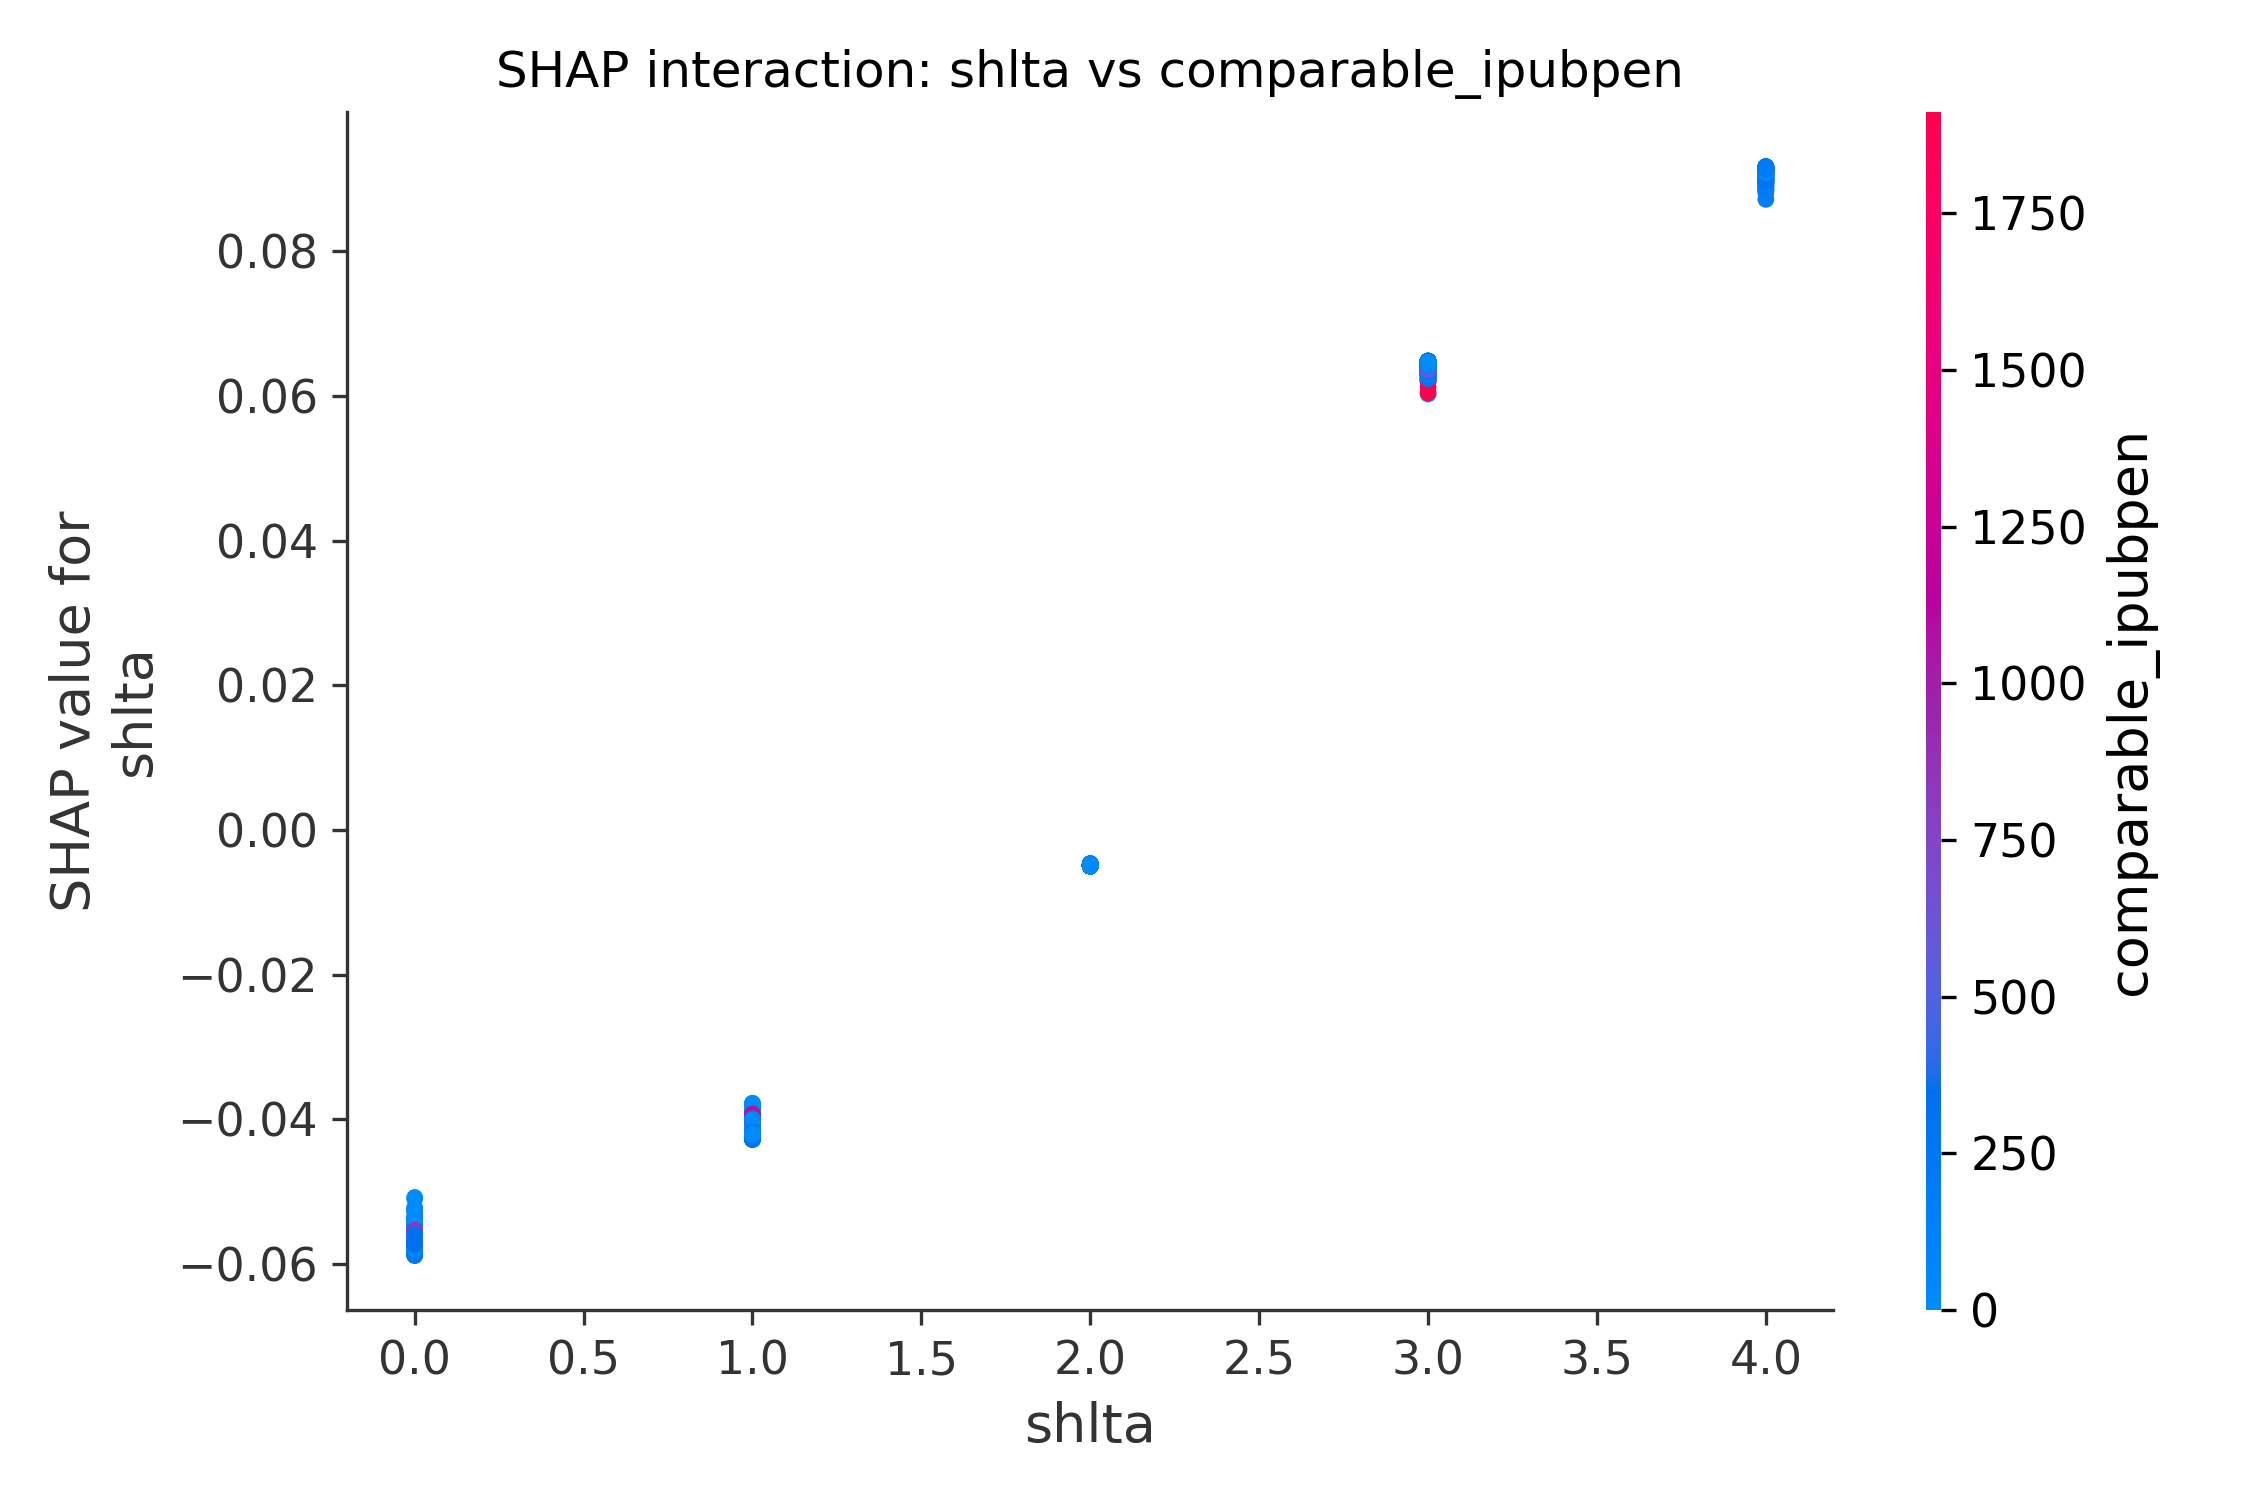 SHAP interaction: shlta vs comparable_ipubpen
SHAP value for
shlta
0.08
0.06
0.04
0.02
0.00
−0.02
−0.04
−0.06
0.0 0.5 1.0 1.5 2.0 2.5 3.0 3.5 4.0
shlta
1750
1500
1250
1000
750
500
250
0
comparable_ipubpen